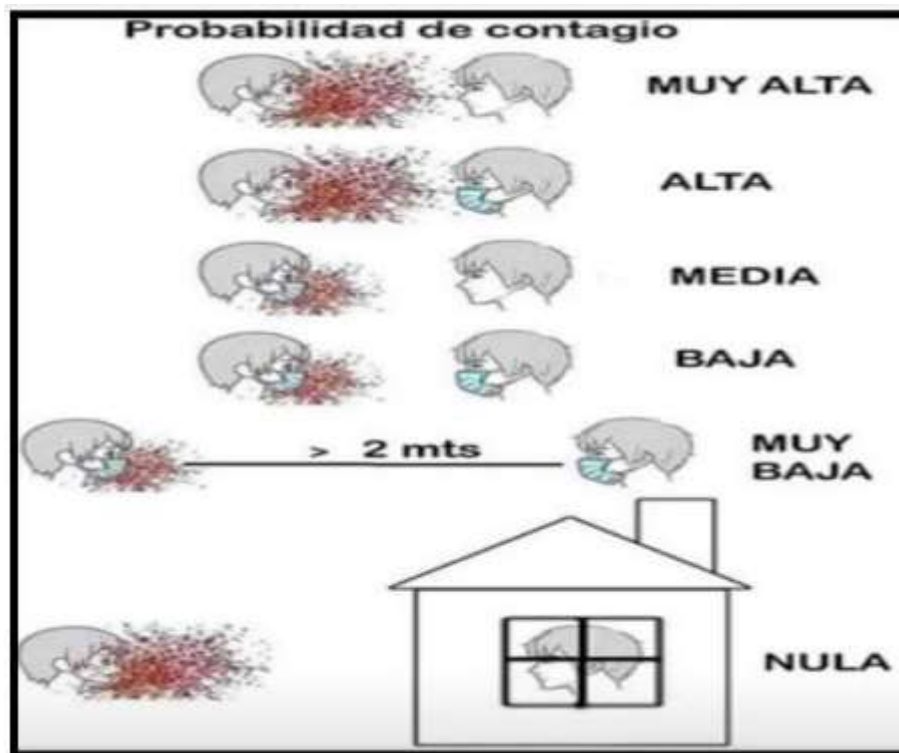 Probabilidad de contagio
MUY ALTA
ALTA
MEDIA
BAJA
> 2 mts
MUY
BAJA
NULA